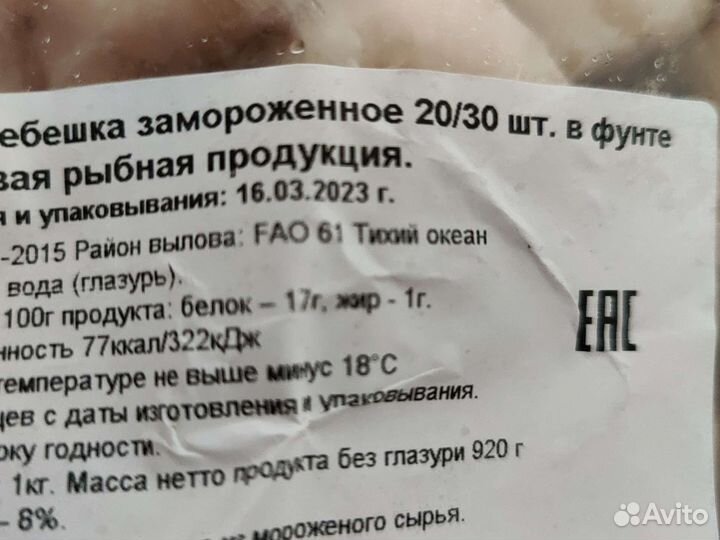 ебешка замороженное 20/30 шт. в фунте
вая рыбная продукция.
я и упаковывания: 16.03.2023 г.
-2015 Район вылова: FAO 61 Тихий океан
вода (глазурь).
100г продукта: белок – 17г, жир - 1г.
нность 77ккал/322кДж
температуре не выше минус 18°С
цев с даты изготовления и упаковывания.
оку годности.
1кг. Масса нетто продукта без глазури 920 г
– 8%.
мороженого сырья.
EAC
Avito